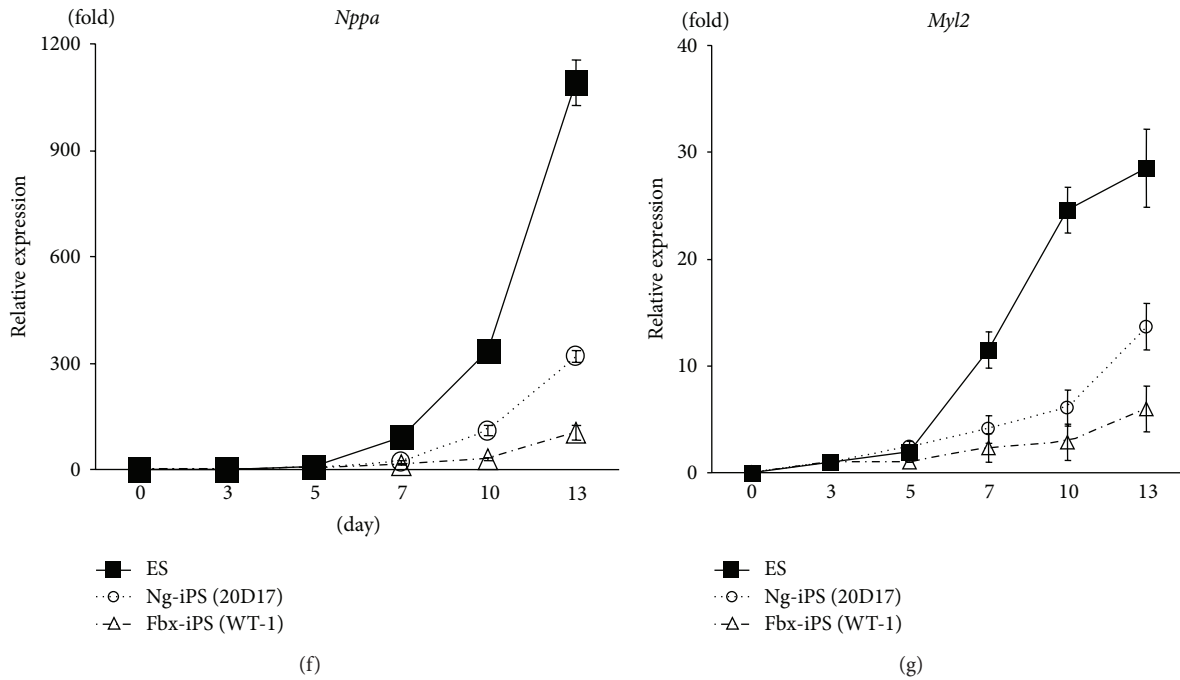 (fold)
Nppa
1200
900
600
300
0
Relative expression
0 3 5 7 10 13
(day)
ES
Ng-iPS (20D17)
Fbx-iPS (WT-1)
(f)
(fold)
Myl2
40
30
20
10
0
Relative expression
0 3 5 7 10 13
ES
Ng-iPS (20D17)
Fbx-iPS (WT-1)
(g)